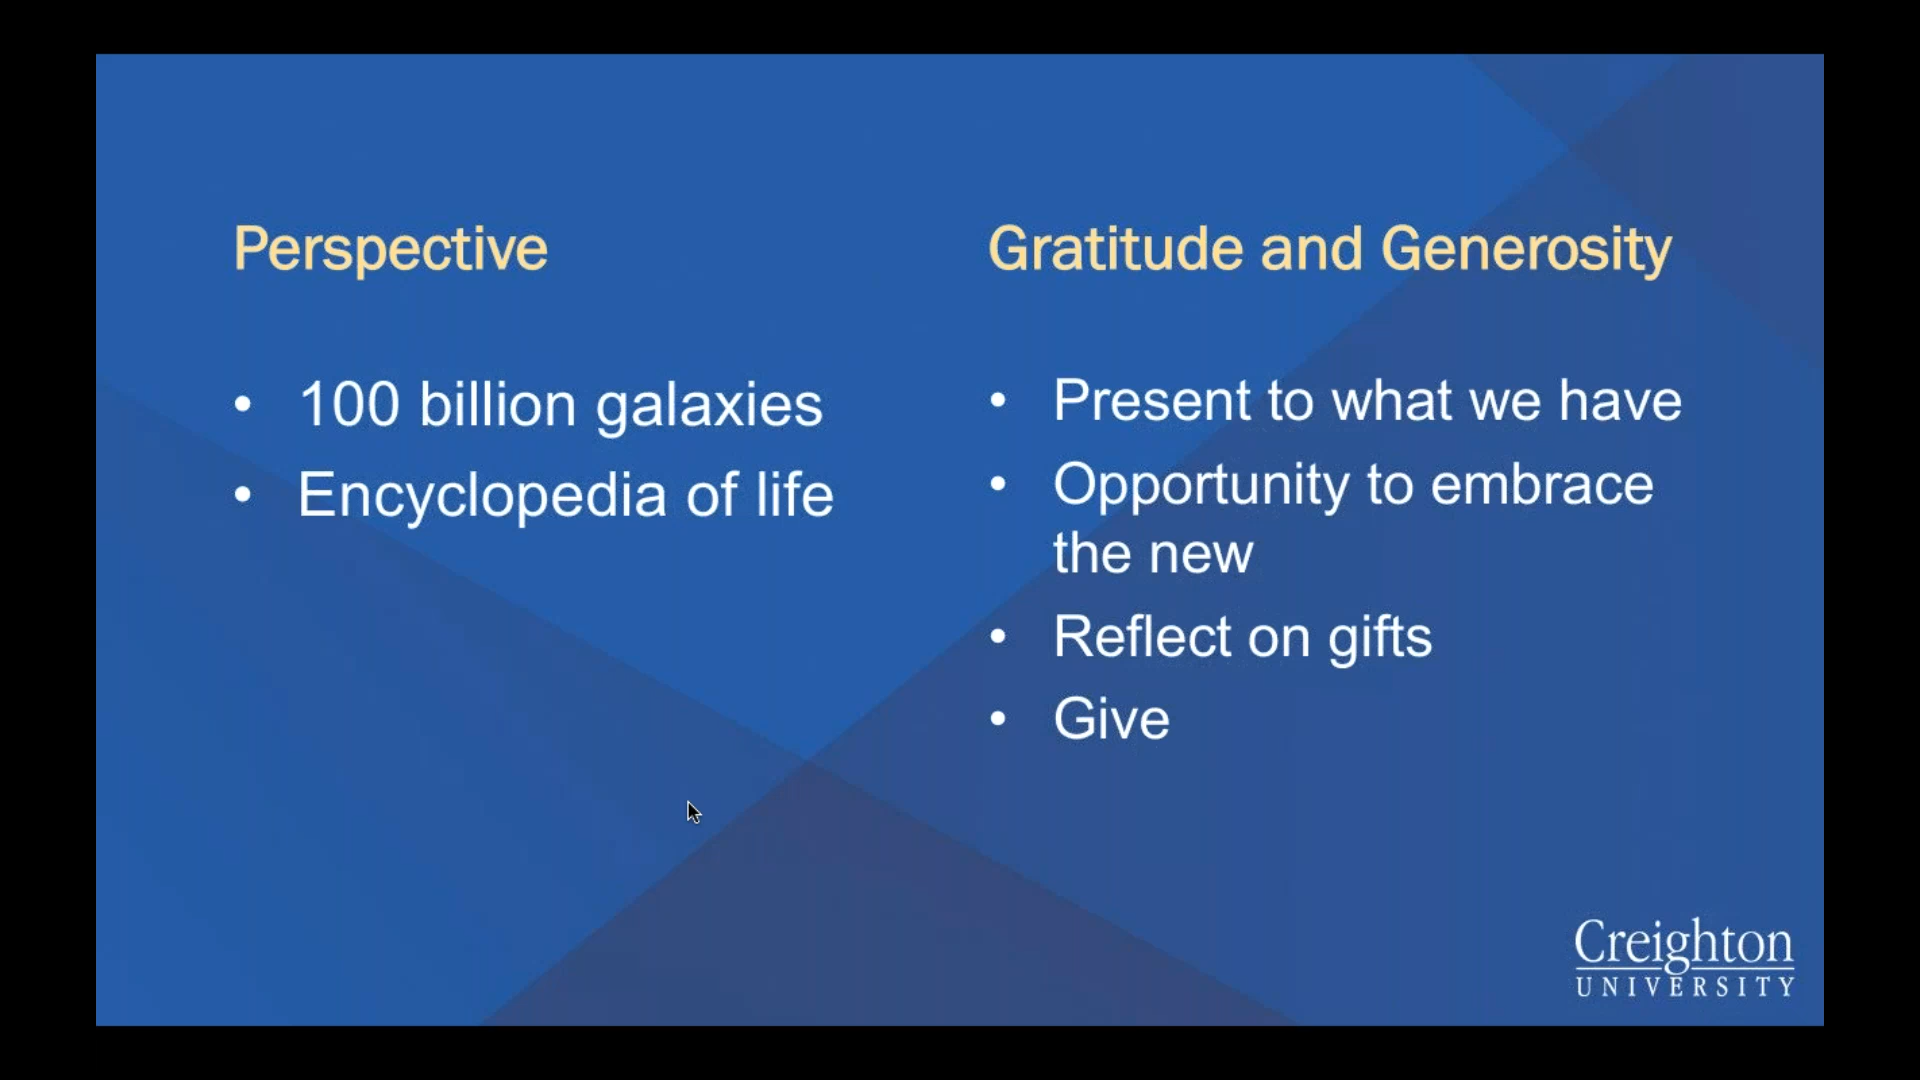 Perspective
• 100 billion galaxies
• Encyclopedia of life
Gratitude and Generosity
• Present to what we have
• Opportunity to embrace
the new
• Reflect on gifts
• Give
Creighton
UNIVERSITY